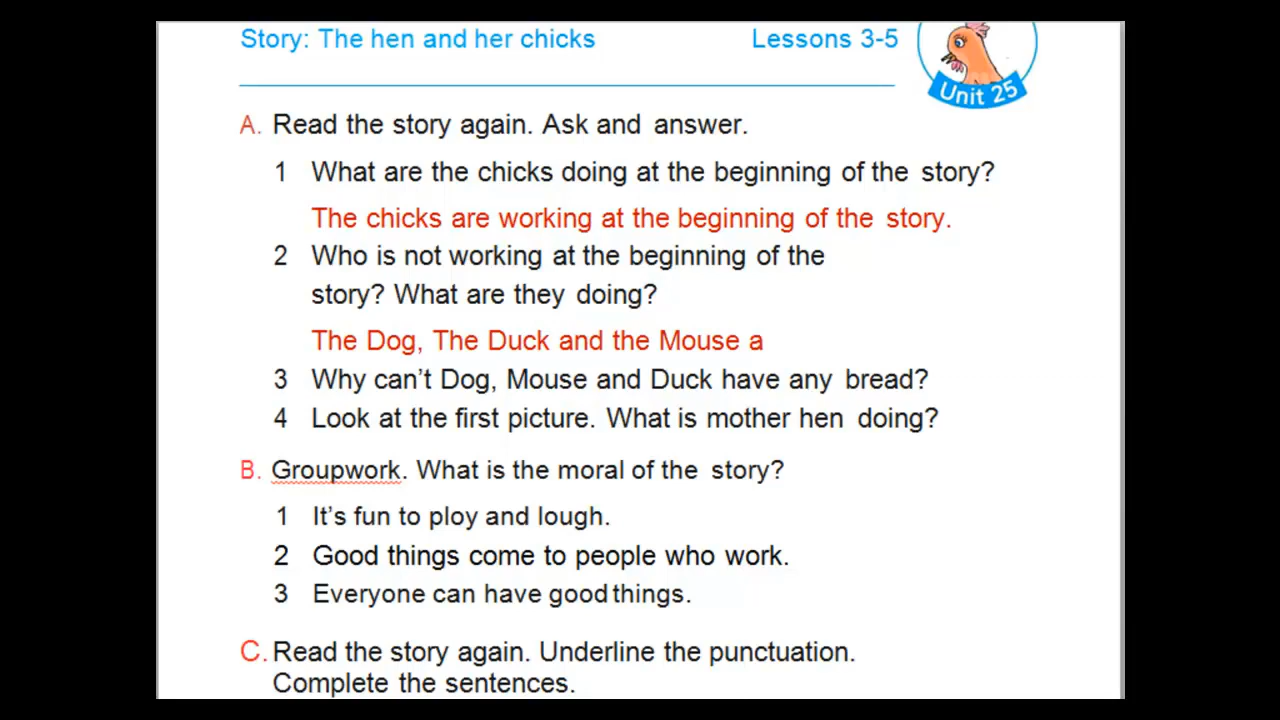 Story: The hen and her chicks Lessons 3-5
Unit 25
A. Read the story again. Ask and answer.
1 What are the chicks doing at the beginning of the story?
The chicks are working at the beginning of the story.
2 Who is not working at the beginning of the
story? What are they doing?
The Dog, The Duck and the Mouse a
3 Why can't Dog, Mouse and Duck have any bread?
4 Look at the first picture. What is mother hen doing?
B. Groupwork. What is the moral of the story?
1 It's fun to ploy and lough.
2 Good things come to people who work.
3 Everyone can have good things.
C. Read the story again. Underline the punctuation.
Complete the sentences.